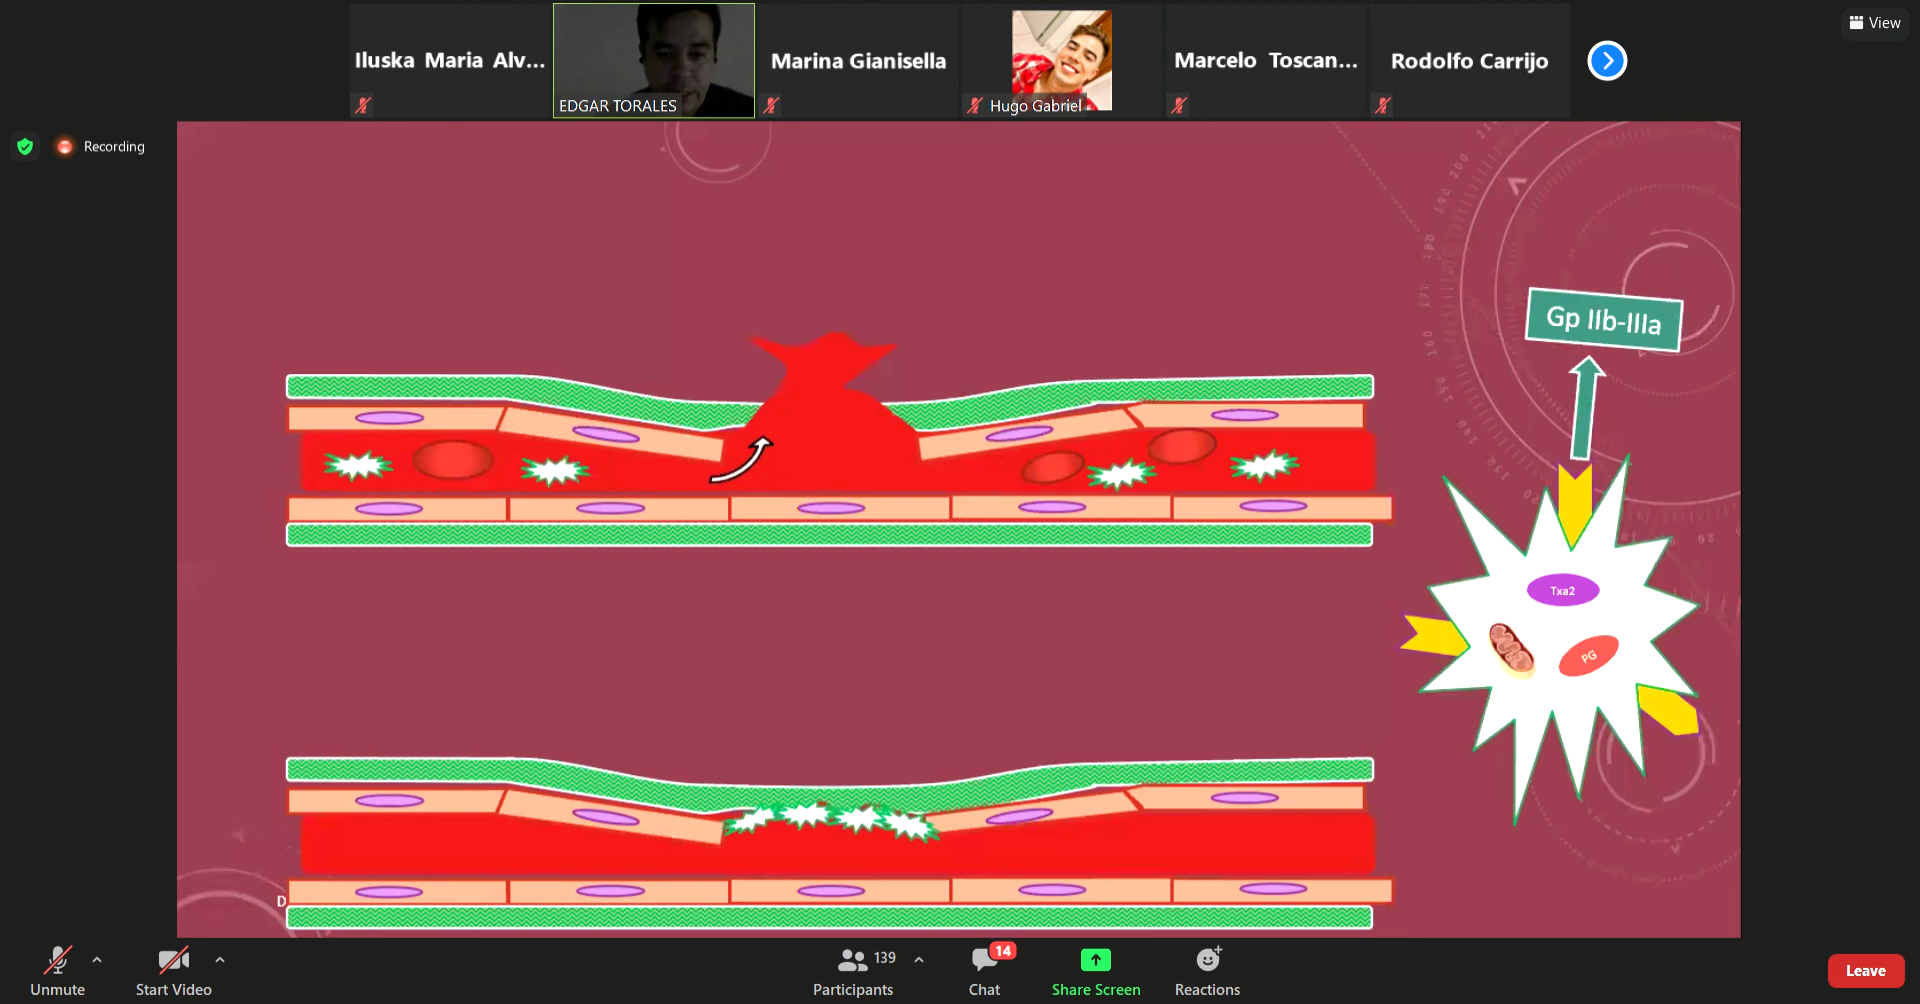 View
Iluska Maria Alv...
EDGAR TORALES
Marina Gianisella
Hugo Gabriel
Marcelo Toscan...
Rodolfo Carrijo
Recording
Gp IIb-IIIa
Txa2
PG
D
Unmute
Start Video
139
Participants
14
Chat
Share Screen
Reactions
Leave